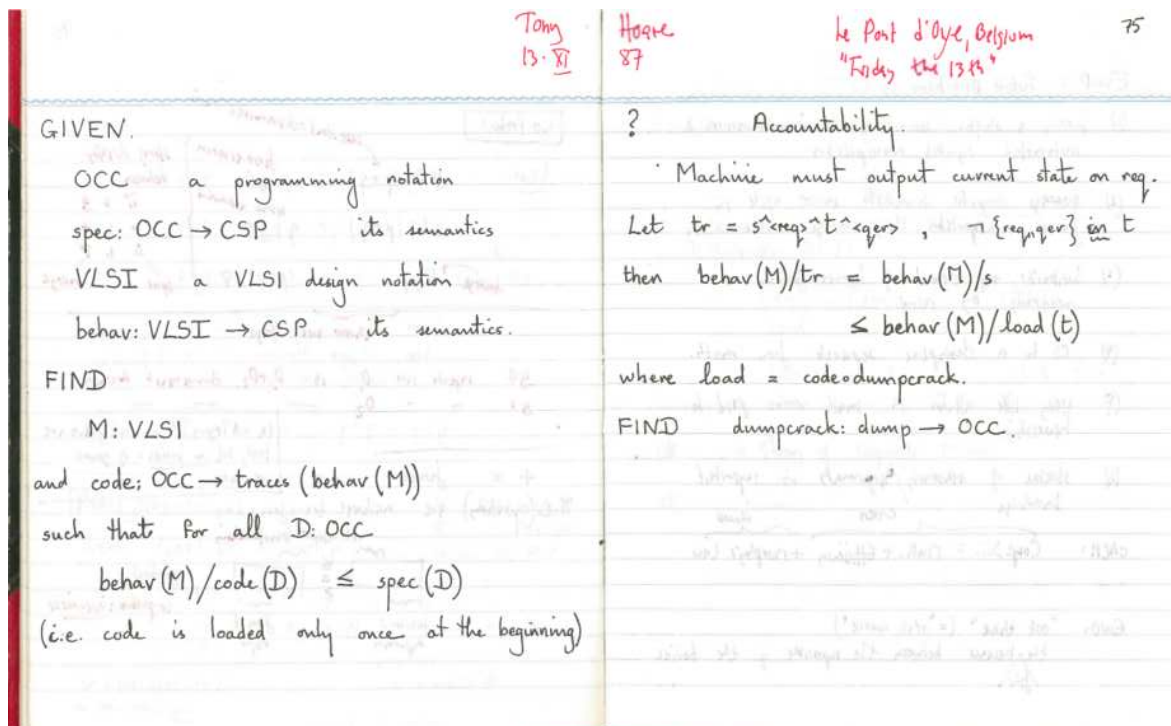 Tony Hoare
13·XI 87
Le Pont d'Oye, Belgium
"Friday the 13th"
75
GIVEN.
OCC a programming notation
spec: OCC → CSP its semantics
VLSI a VLSI design notation
behav: VLSI → CSP its semantics.
FIND
M: VLSI
and code: OCC → traces (behav(M))
such that for all D: OCC
behav(M)/code(D) ≤ spec(D)
(i.e. code is loaded only once at the beginning)
? Accountability.
Machine must output current state on req.
Let tr = s^<req>^t^<qer>, ¬{req,qer} in t
then behav(M)/tr = behav(M)/s
≤ behav(M)/load(t)
where load = code∘dumpcrack.
FIND dumpcrack: dump → OCC.